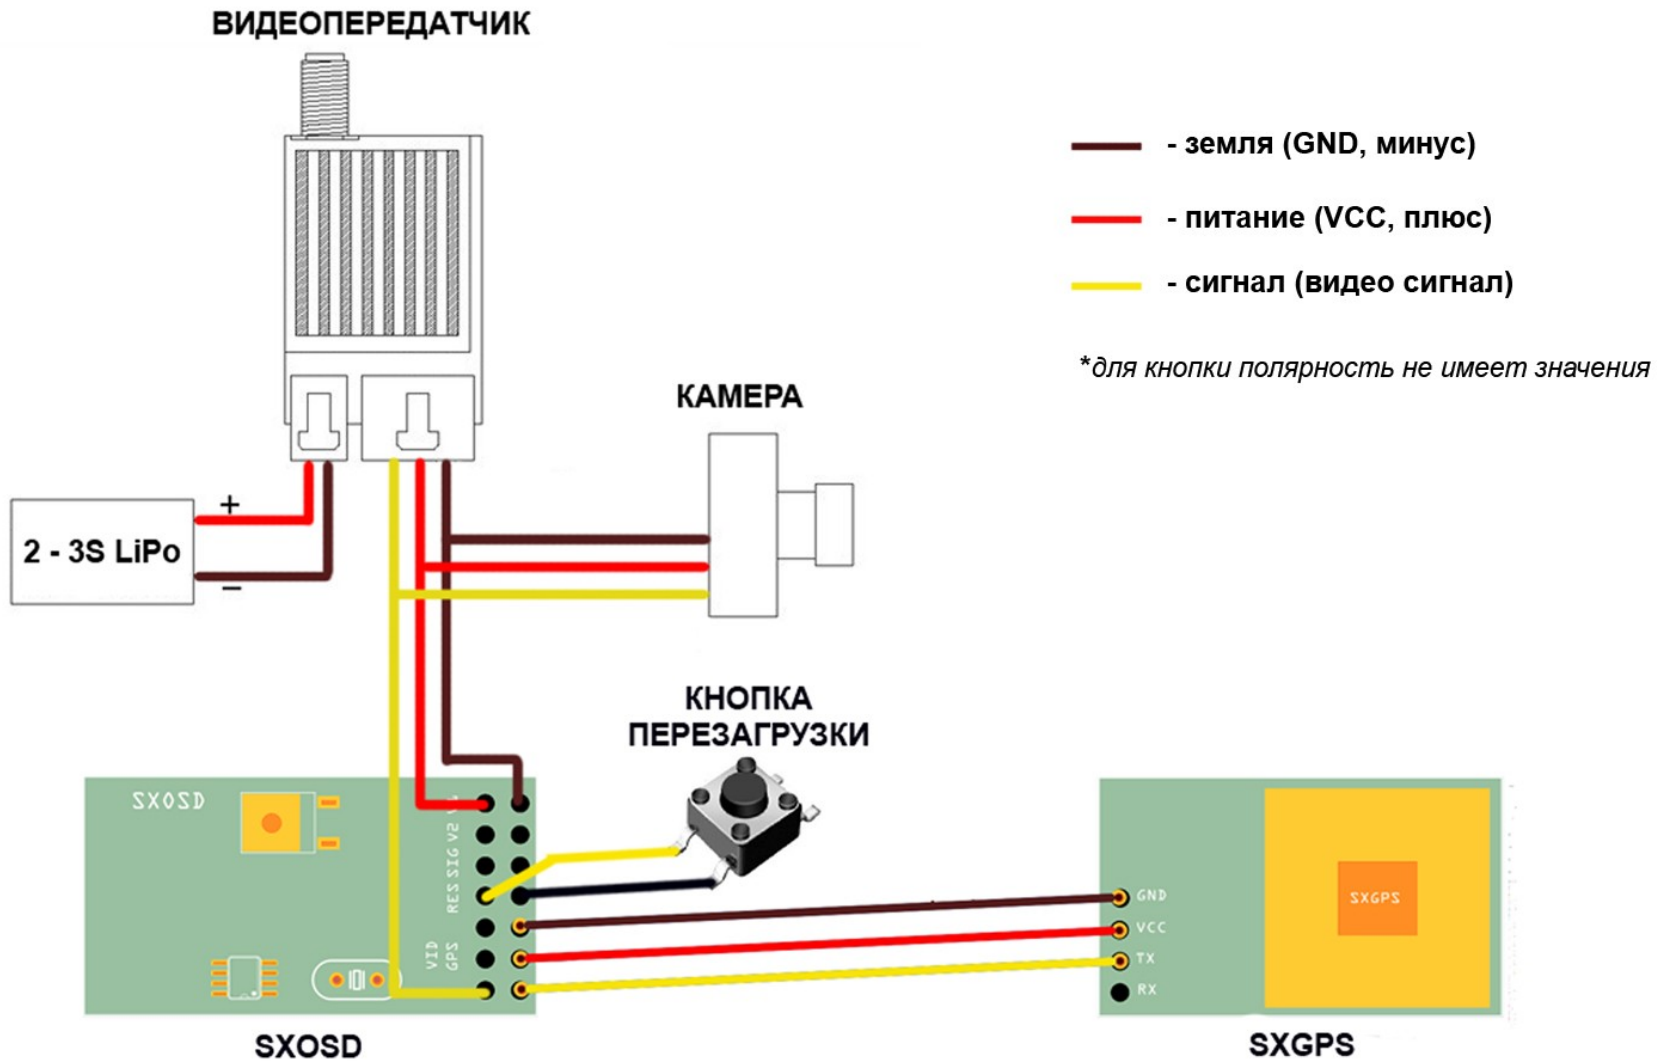 ВИДЕОПЕРЕДАТЧИК
- земля (GND, минус)
- питание (VCC, плюс)
- сигнал (видео сигнал)
*для кнопки полярность не имеет значения
КАМЕРА
+
2 - 3S LiPo
–
КНОПКА
ПЕРЕЗАГРУЗКИ
SXOSD
V2
SIG
RES
VID
GPS
GND
VCC
TX
RX
SXGPS
SXOSD
SXGPS